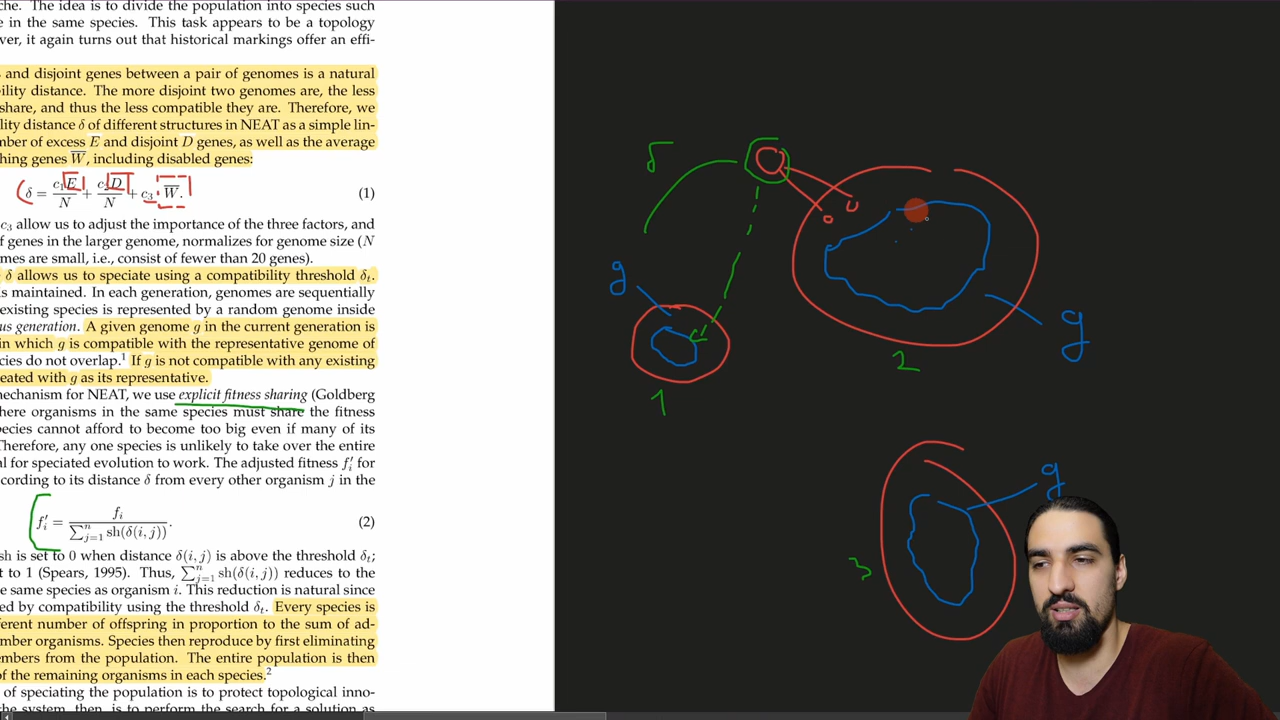 che. The idea is to divide the population into species such
e in the same species. This task appears to be a topology
ver, it again turns out that historical markings offer an effi-
and disjoint genes between a pair of genomes is a natural
bility distance. The more disjoint two genomes are, the less
share, and thus the less compatible they are. Therefore, we
lity distance δ of different structures in NEAT as a simple lin-
mber of excess E and disjoint D genes, as well as the average
hing genes W̅, including disabled genes:
δ = c₁E/N + c₂D/N + c₃ · W̅. (1)
c₃ allow us to adjust the importance of the three factors, and
f genes in the larger genome, normalizes for genome size (N
mes are small, i.e., consist of fewer than 20 genes).
δ allows us to speciate using a compatibility threshold δₜ.
s maintained. In each generation, genomes are sequentially
existing species is represented by a random genome inside
us generation. A given genome g in the current generation is
in which g is compatible with the representative genome of
cies do not overlap.¹ If g is not compatible with any existing
eated with g as its representative.
mechanism for NEAT, we use explicit fitness sharing (Goldberg
here organisms in the same species must share the fitness
pecies cannot afford to become too big even if many of its
Therefore, any one species is unlikely to take over the entire
al for speciated evolution to work. The adjusted fitness f′ᵢ for
cording to its distance δ from every other organism j in the
f′ᵢ = fᵢ / ∑ⁿⱼ₌₁ sh(δ(i, j)). (2)
sh is set to 0 when distance δ(i, j) is above the threshold δₜ;
t to 1 (Spears, 1995). Thus, ∑ⁿⱼ₌₁ sh(δ(i, j)) reduces to the
e same species as organism i. This reduction is natural since
ed by compatibility using the threshold δₜ. Every species is
ferent number of offspring in proportion to the sum of ad-
mber organisms. Species then reproduce by first eliminating
embers from the population. The entire population is then
of the remaining organisms in each species.²
of speciating the population is to protect topological inno-
he system, then, is to perform the search for a solution as
δ
g
1
2
g
g
3